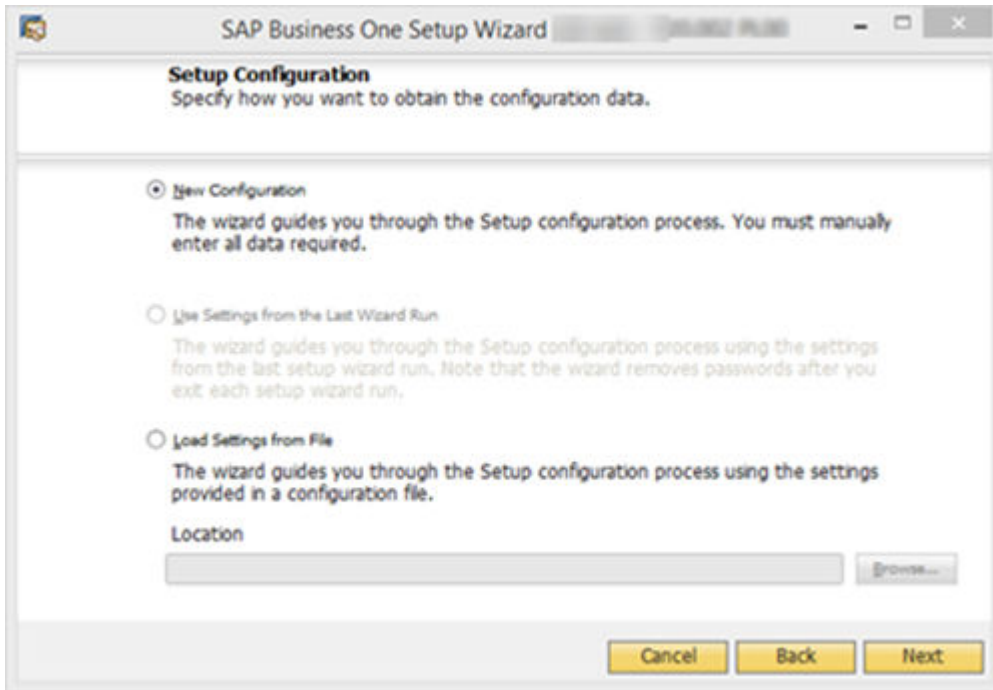 SAP Business One Setup Wizard
Setup Configuration
Specify how you want to obtain the configuration data.
New Configuration
The wizard guides you through the Setup configuration process. You must manually
enter all data required.
Use Settings from the Last Wizard Run
The wizard guides you through the Setup configuration process using the settings
from the last setup wizard run. Note that the wizard removes passwords after you
exit each setup wizard run.
Load Settings from File
The wizard guides you through the Setup configuration process using the settings
provided in a configuration file.
Location
Browse...
Cancel Back Next